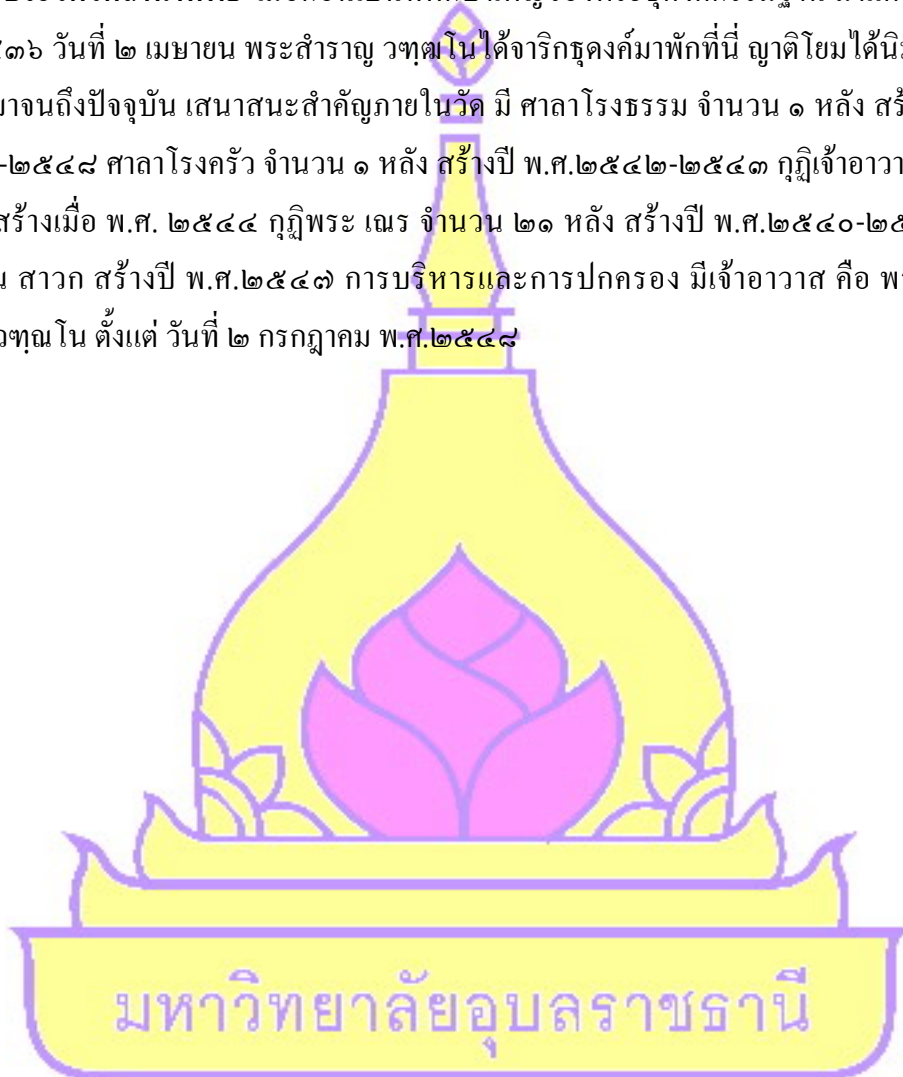 ๓๖ วันที่ ๒ เมษายน พระสำราญ วฑฺฒโนได้จาริกธุดงค์มาพักที่นี่ ญาติโยมได้นิ
าจนถึงปัจจุบัน เสนาสนะสำคัญภายในวัด มี ศาลาโรงธรรม จำนวน ๑ หลัง สร้
-๒๕๔๘ ศาลาโรงครัว จำนวน ๑ หลัง สร้างปี พ.ศ.๒๕๔๒-๒๕๔๓ กุฏิเจ้าอาวา
สร้างเมื่อ พ.ศ. ๒๕๔๔ กุฏิพระ เณร จำนวน ๒๑ หลัง สร้างปี พ.ศ.๒๕๔๐-๒๕
น สาวก สร้างปี พ.ศ.๒๕๔๗ การบริหารและการปกครอง มีเจ้าอาวาส คือ พ
วฑฺฒโน ตั้งแต่ วันที่ ๒ กรกฎาคม พ.ศ.๒๕๔๘
มหาวิทยาลัยอุบลราชธานี